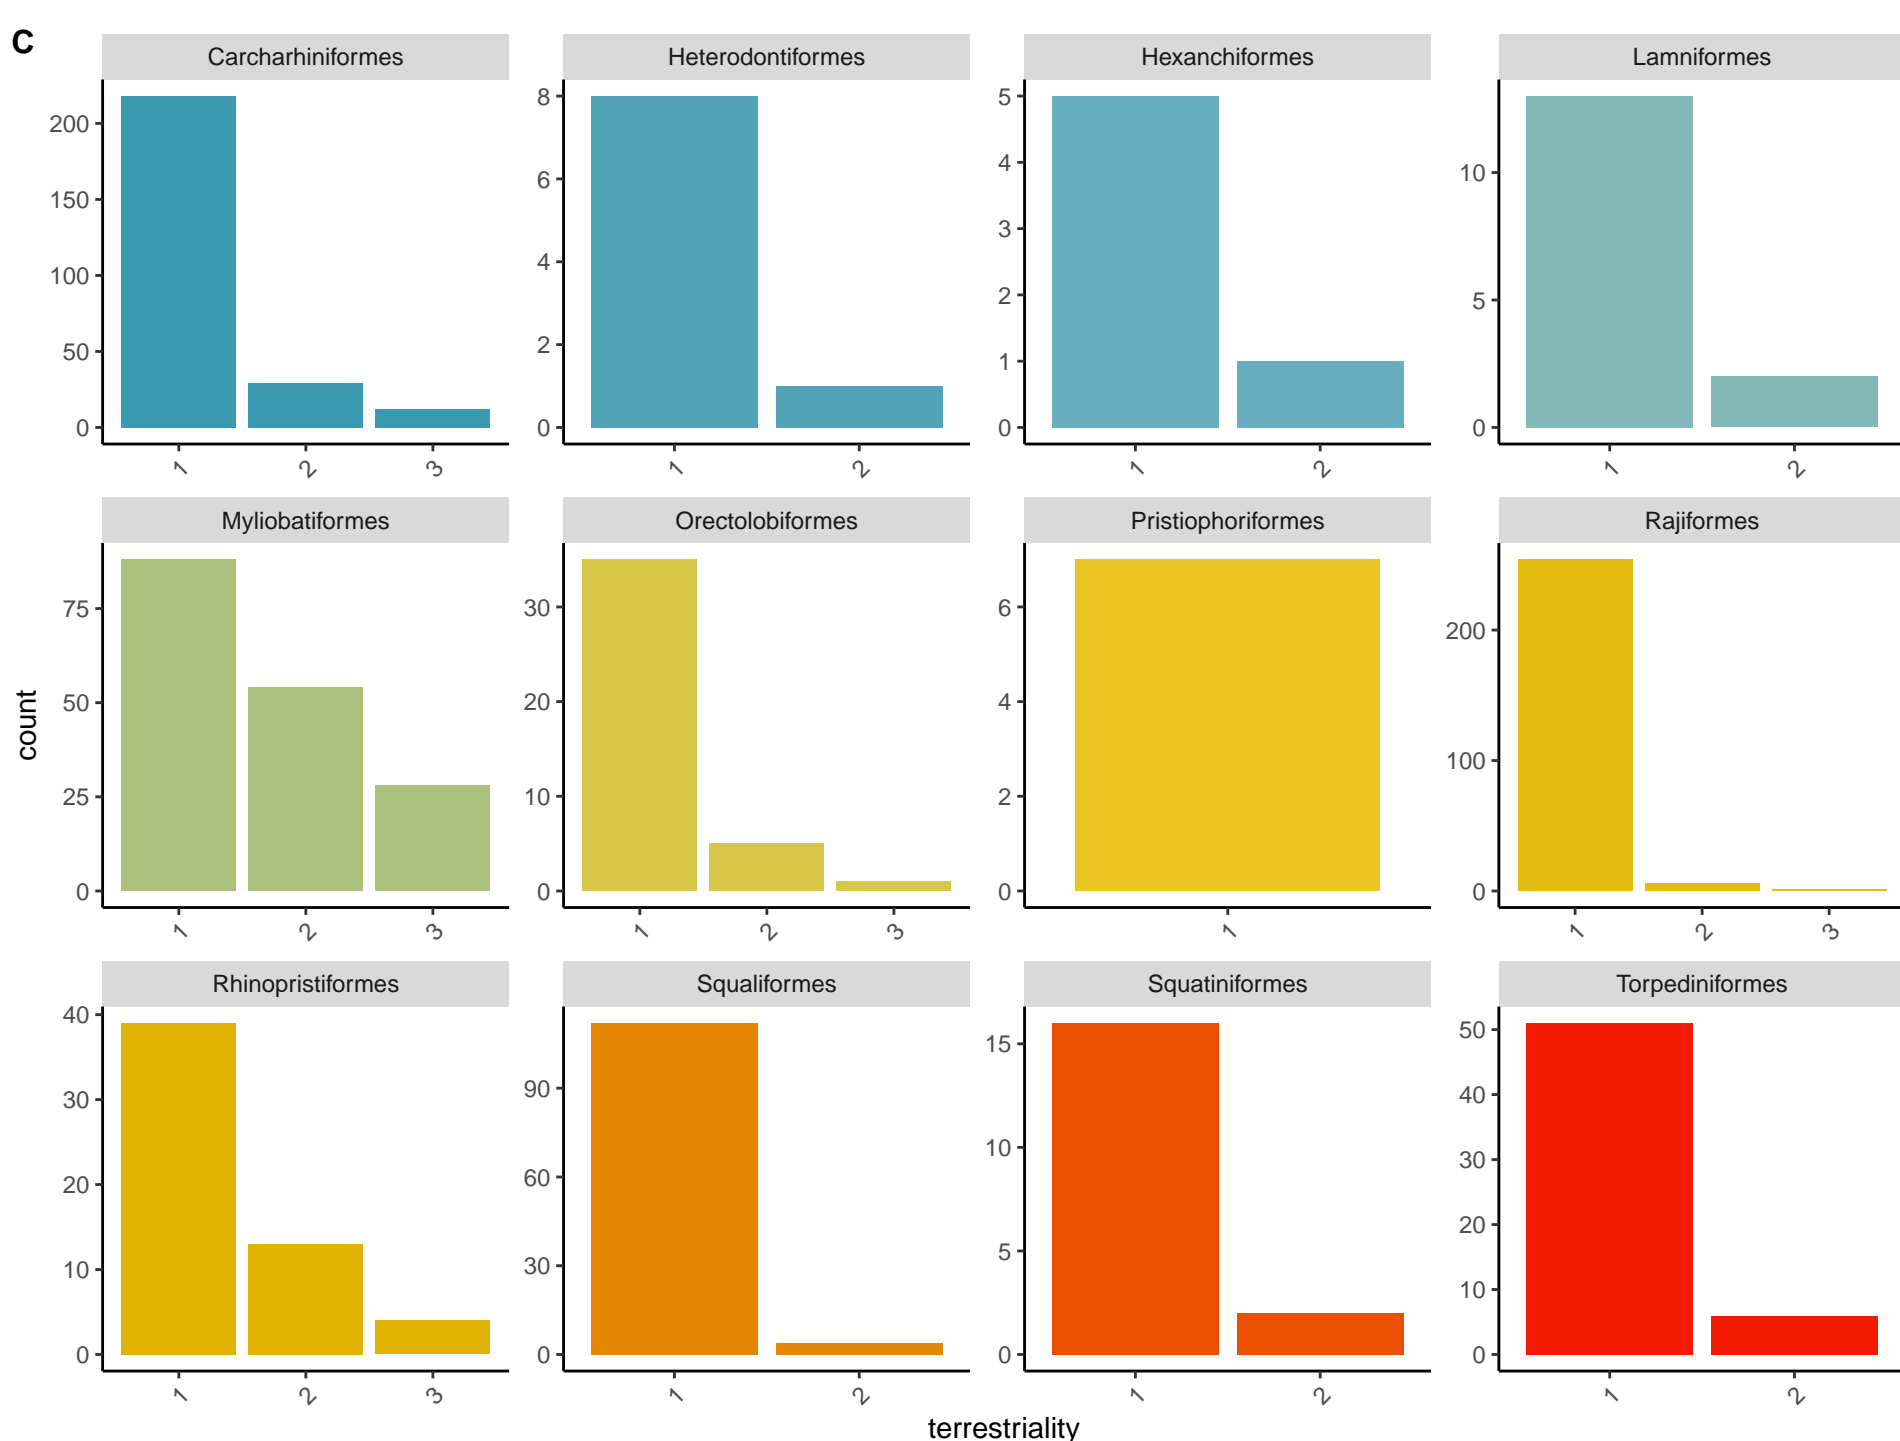 C
Carcharhiniformes Heterodontiformes Hexanchiformes Lamniformes
200 150 100 50 0
8 6 4 2 0
5 4 3 2 1 0
10 5 0
1 2 3 1 2 1 2 1 2
Myliobatiformes Orectolobiformes Pristiophoriformes Rajiformes
75 50 25 0
30 20 10 0
6 4 2 0
200 100 0
1 2 3 1 2 3 1 1 2 3
count
Rhinopristiformes Squaliformes Squatiniformes Torpediniformes
40 30 20 10 0
90 60 30 0
15 10 5 0
50 40 30 20 10 0
1 2 3 1 2 1 2 1 2
terrestriality